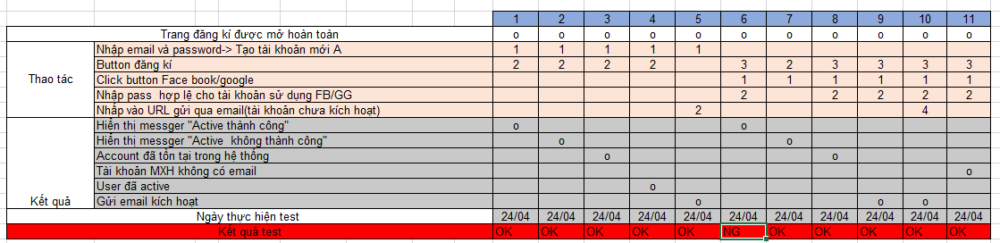 1 2 3 4 5 6 7 8 9 10 11
Trang đăng kí được mở hoàn toàn o o o o o o o o o o o
Thao tác
Nhập email và password-> Tạo tài khoản mới A 1 1 1 1 1
Button đăng kí 2 2 2 2 3 2 3 3 3 3
Click button Face book/google 1 1 1 1 1 1
Nhập pass hợp lệ cho tài khoản sử dụng FB/GG 2 2 2 2 2
Nhấp vào URL gửi qua email(tài khoản chưa kích hoạt) 2 4
Kết quả
Hiển thị messger "Active thành công" o o
Hiển thị messger "Active không thành công" o o
Account đã tồn tại trong hệ thống o o
Tài khoản MXH không có email o
User đã active o
Gửi email kích hoạt o o o
Ngày thực hiện test 24/04 24/04 24/04 24/04 24/04 24/04 24/04 24/04 24/04 24/04 24/04
Kết quả test OK OK OK OK OK NG OK OK OK OK OK